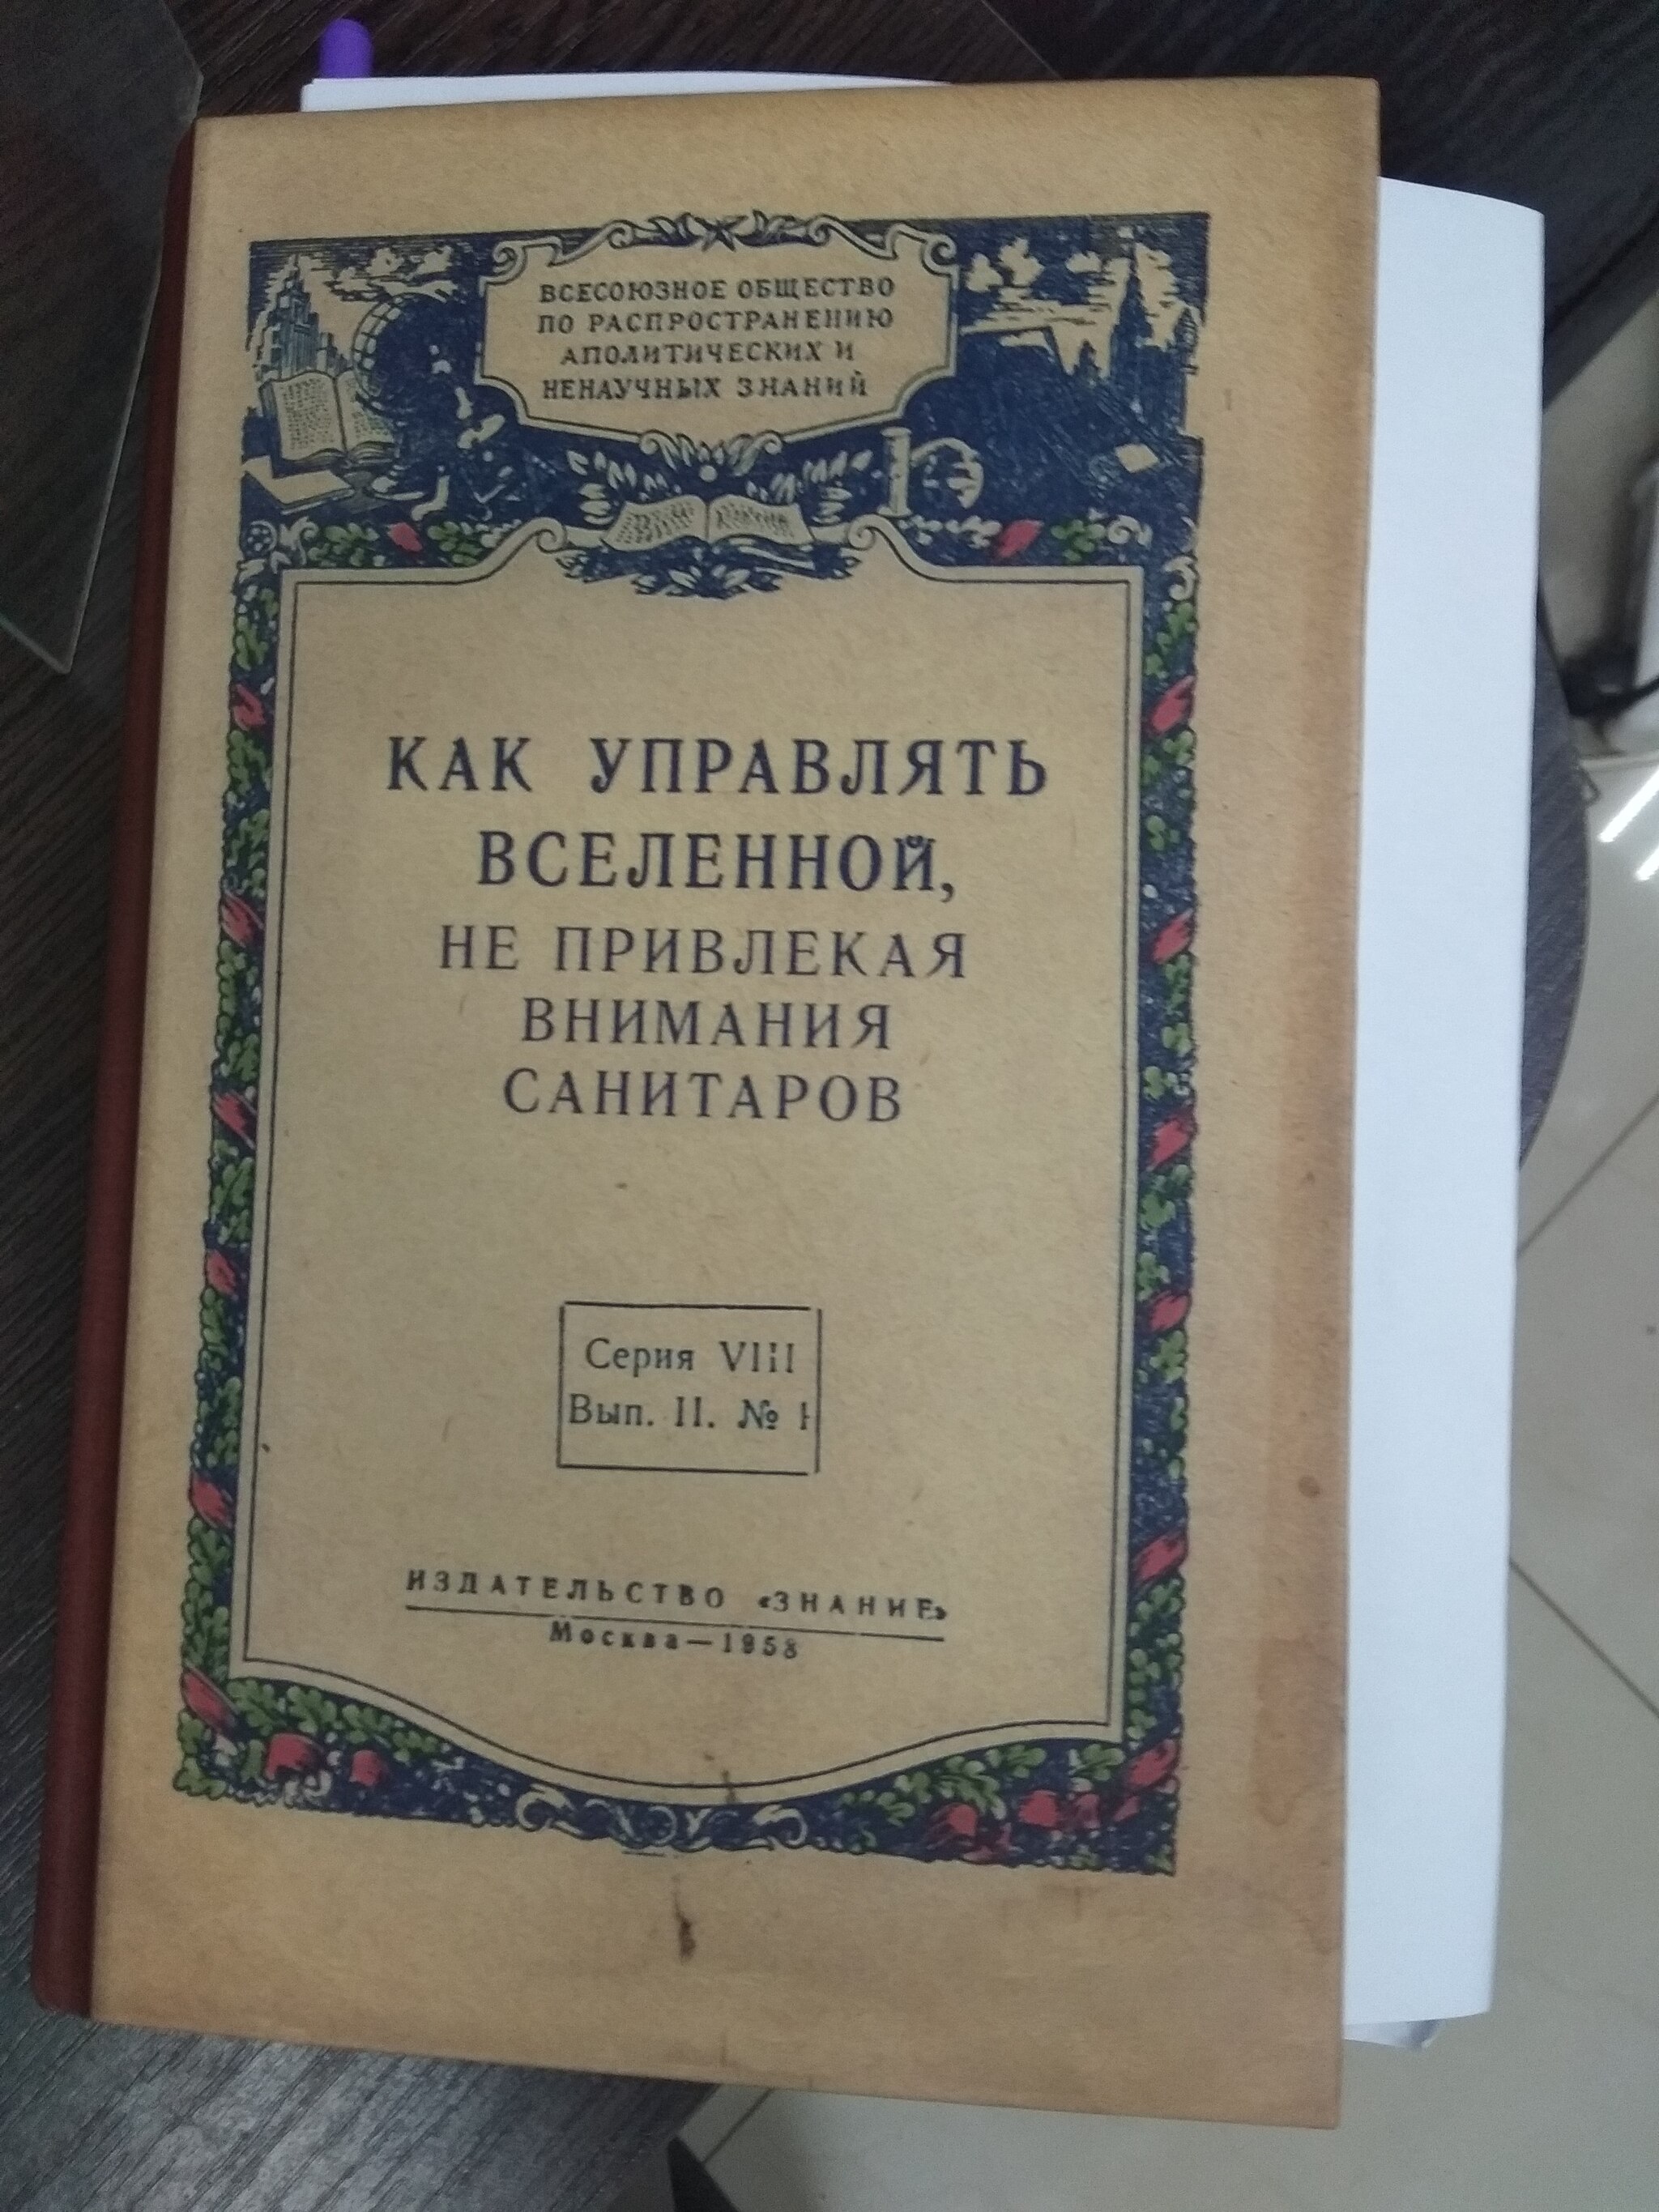 ВСЕСОЮЗНОЕ ОБЩЕСТВО
ПО РАСПРОСТРАНЕНИЮ
АПОЛИТИЧЕСКИХ И
НЕНАУЧНЫХ ЗНАНИЙ
КАК УПРАВЛЯТЬ
ВСЕЛЕННОЙ,
НЕ ПРИВЛЕКАЯ
ВНИМАНИЯ
САНИТАРОВ
Серия VIII
Вып. II. №
ИЗДАТЕЛЬСТВО «ЗНАНИЕ»
Москва—1958